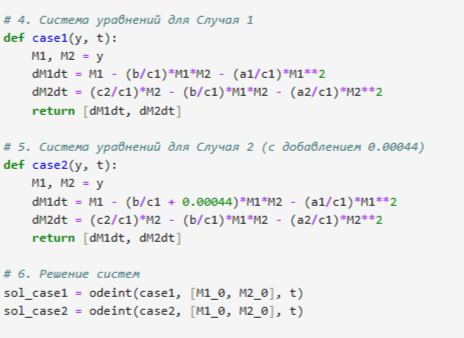 # 4. Система уравнений для Случая 1
def case1(y, t):
    M1, M2 = y
    dM1dt = M1 - (b/c1)*M1*M2 - (a1/c1)*M1**2
    dM2dt = (c2/c1)*M2 - (b/c1)*M1*M2 - (a2/c1)*M2**2
    return [dM1dt, dM2dt]
# 5. Система уравнений для Случая 2 (с добавлением 0.00044)
def case2(y, t):
    M1, M2 = y
    dM1dt = M1 - (b/c1 + 0.00044)*M1*M2 - (a1/c1)*M1**2
    dM2dt = (c2/c1)*M2 - (b/c1)*M1*M2 - (a2/c1)*M2**2
    return [dM1dt, dM2dt]
# 6. Решение систем
sol_case1 = odeint(case1, [M1_0, M2_0], t)
sol_case2 = odeint(case2, [M1_0, M2_0], t)